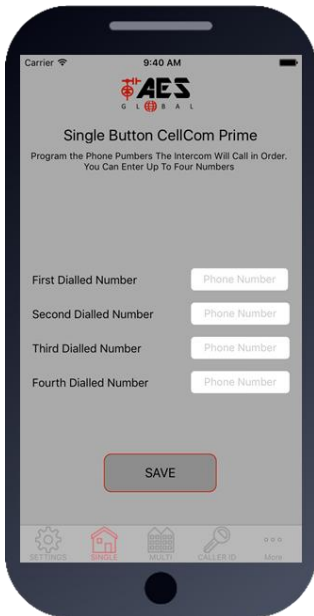 Carrier 9:40 AM
AES
GLOBAL
Single Button CellCom Prime
Program the Phone Pumbers The Intercom Will Call in Order.
You Can Enter Up To Four Numbers
First Dialled Number Phone Number
Second Dialled Number Phone Number
Third Dialled Number Phone Number
Fourth Dialled Number Phone Number
SAVE
SETTINGS SINGLE MULTI CALLER ID More